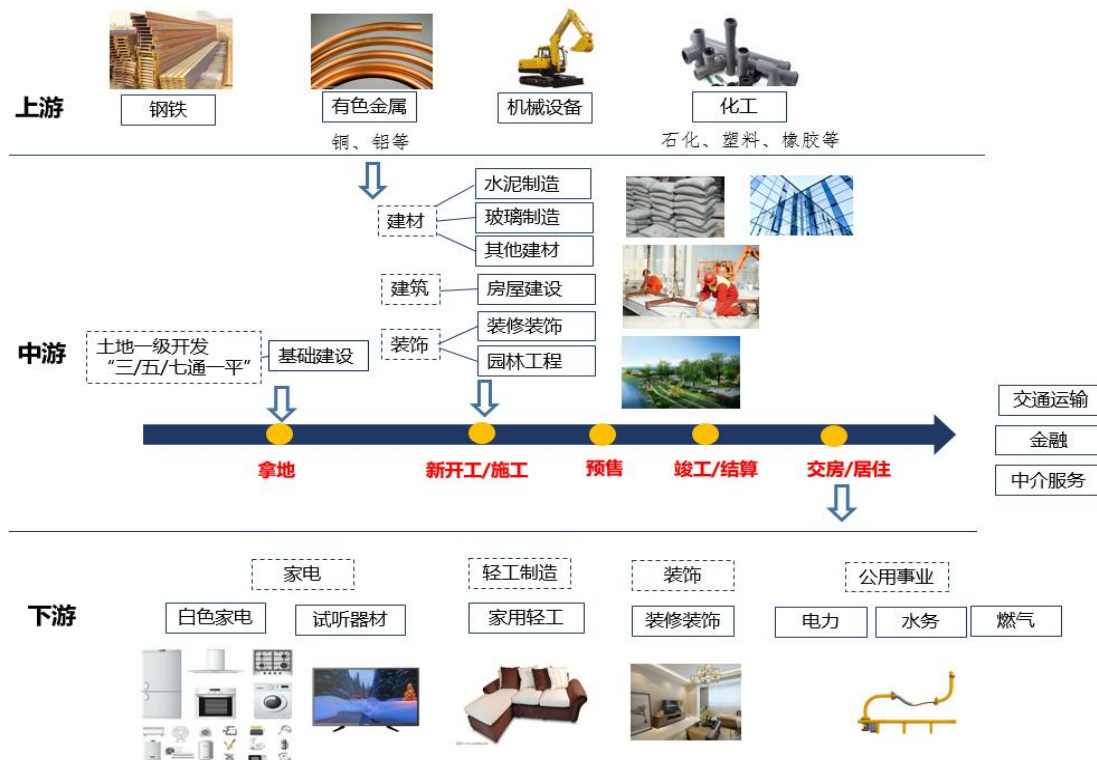 上游
钢铁
有色金属
机械设备
化工
铜、铝等
石化、塑料、橡胶等
中游
建材
水泥制造
玻璃制造
其他建材
建筑
房屋建设
装饰
装修装饰
园林工程
土地一级开发
“三/五/七通一平”
基础建设
拿地
新开工/施工
预售
竣工/结算
交房/居住
交通运输
金融
中介服务
下游
家电
轻工制造
装饰
公用事业
白色家电
试听器材
家用轻工
装修装饰
电力
水务
燃气